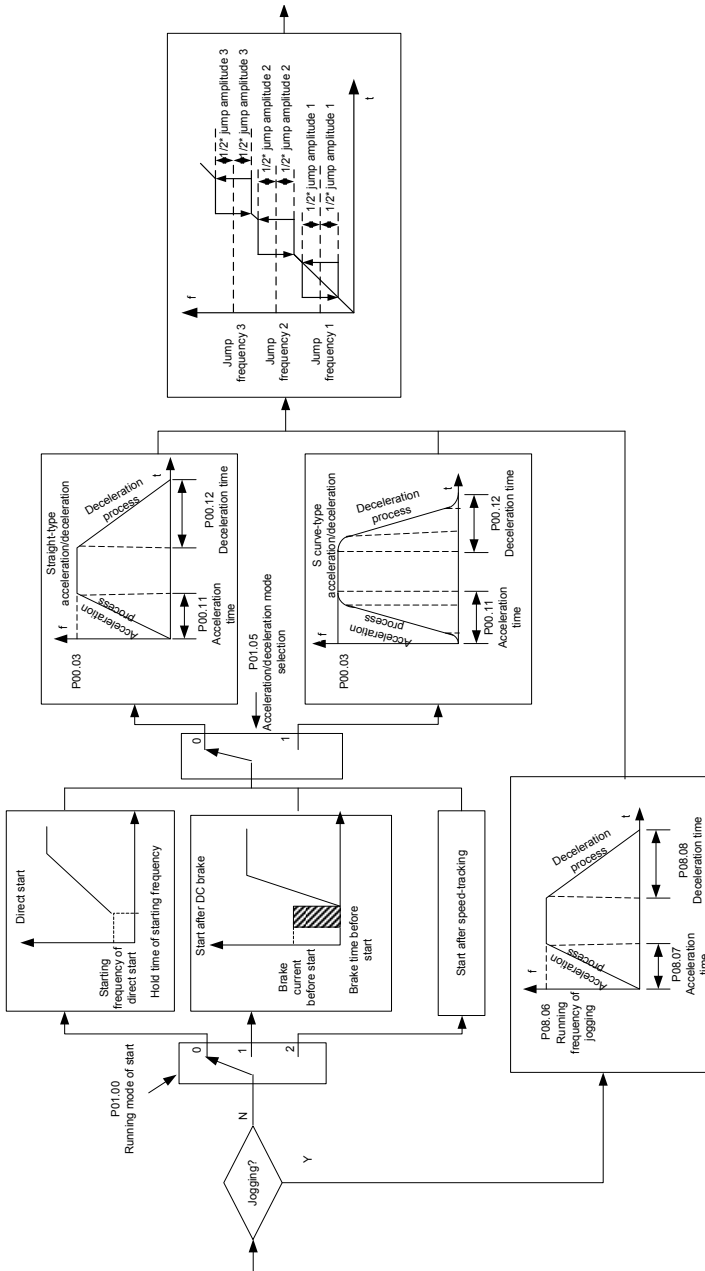 Jogging?
N
Y
P01.00
Running mode of start
0
1
2
Direct start
Starting
frequency of
direct start
Hold time of starting frequency
Start after DC brake
Brake
current
before start
Brake time before
start
Start after speed-tracking
P08.06
Running
frequency of
jogging
f
Acceleration
process
Deceleration
process
t
P08.07
Acceleration
time
P08.08
Deceleration time
0
1
P01.05
Acceleration/deceleration mode
selection
Straight-type
acceleration/deceleration
P00.03
f
Acceleration
process
Deceleration
process
t
P00.11
Acceleration
time
P00.12
Deceleration time
S curve-type
acceleration/deceleration
P00.03
f
Acceleration
process
Deceleration
process
t
P00.11
Acceleration
time
P00.12
Deceleration time
f
Jump
frequency 3
Jump
frequency 2
Jump
frequency 1
1/2* jump amplitude 3
1/2* jump amplitude 3
1/2* jump amplitude 2
1/2* jump amplitude 2
1/2* jump amplitude 1
1/2* jump amplitude 1
t